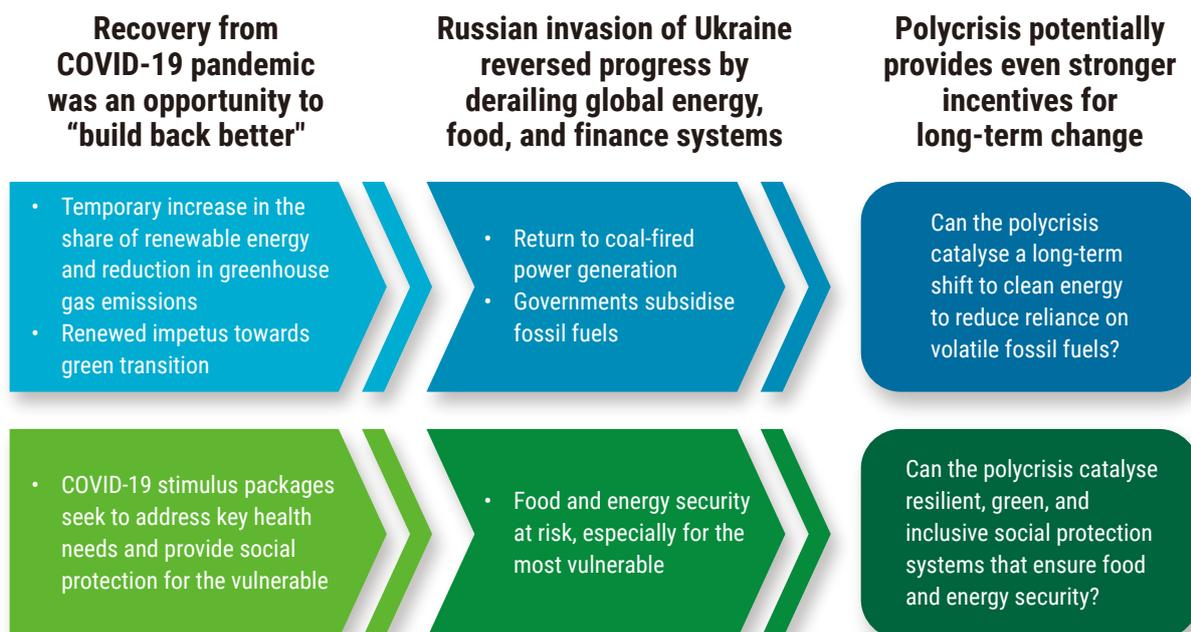 Recovery from
COVID-19 pandemic
was an opportunity to
“build back better"
Russian invasion of Ukraine
reversed progress by
derailing global energy,
food, and finance systems
Polycrisis potentially
provides even stronger
incentives for
long-term change
• Temporary increase in the
share of renewable energy
and reduction in greenhouse
gas emissions
• Renewed impetus towards
green transition
• Return to coal-fired
power generation
• Governments subsidise
fossil fuels
Can the polycrisis
catalyse a long-term
shift to clean energy
to reduce reliance on
volatile fossil fuels?
• COVID-19 stimulus packages
seek to address key health
needs and provide social
protection for the vulnerable
• Food and energy security
at risk, especially for the
most vulnerable
Can the polycrisis catalyse
resilient, green, and
inclusive social protection
systems that ensure food
and energy security?